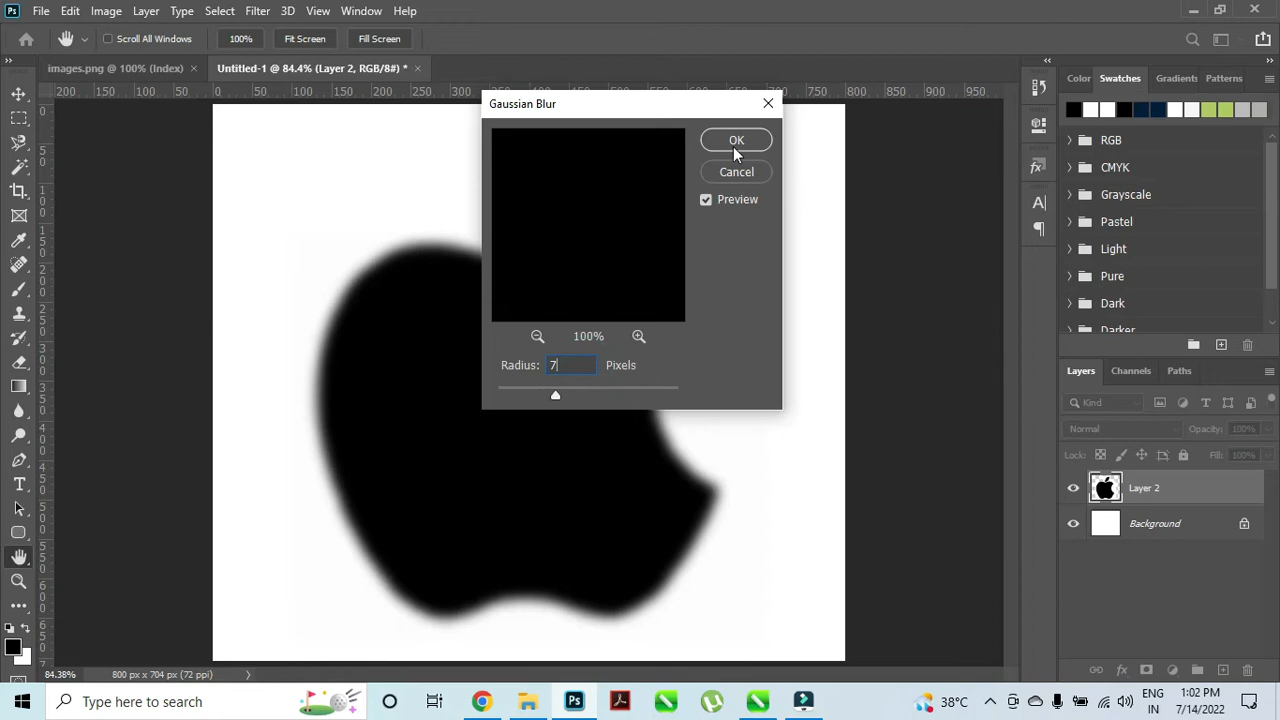 Ps File Edit Image Layer Type Select Filter 3D View Window Help
Scroll All Windows 100% Fit Screen Fill Screen
images.png @ 100% (Index) × Untitled-1 @ 84.4% (Layer 2, RGB/8#) * ×
Color Swatches Gradients Patterns
Gaussian Blur
OK
Cancel
Preview
100%
Radius: 7 Pixels
RGB
CMYK
Grayscale
Pastel
Light
Pure
Dark
Darker
Layers Channels Paths
Kind
Normal Opacity: 100%
Lock: Fill: 100%
Layer 2
Background
84.38% 800 px x 704 px (72 ppi)
Type here to search
Ps
38°C
ENG
IN
1:02 PM
7/14/2022